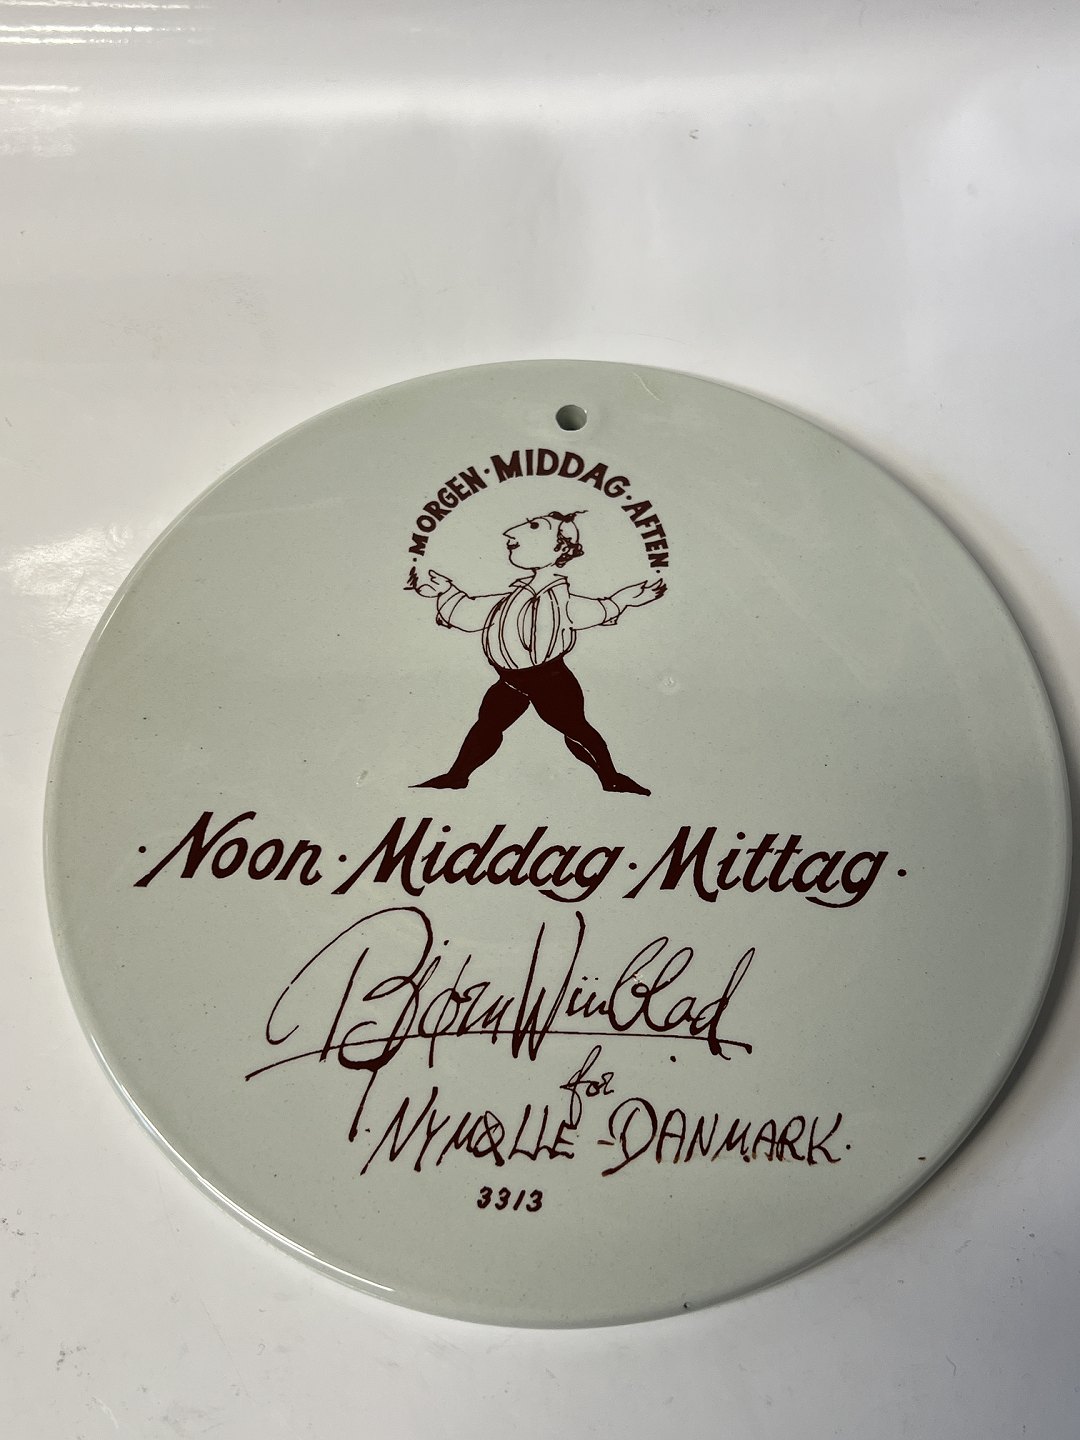 ·MORGEN·MIDDAG·AFTEN·
·Noon·Middag·Mittag·
Bjørn Wiinblad
for
NYMØLLE-DANMARK.
3313